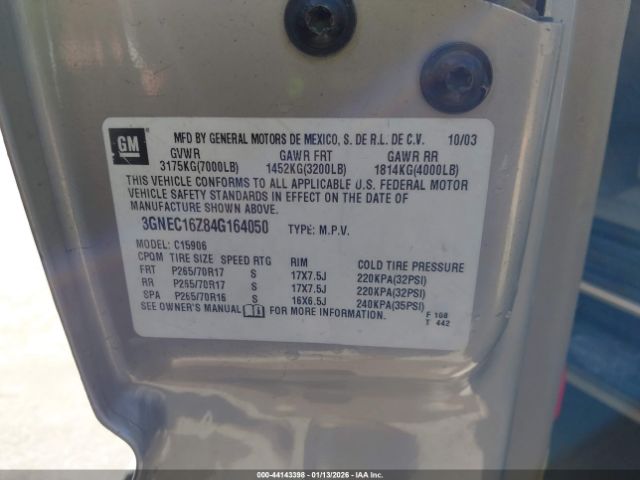 GM
MFD BY GENERAL MOTORS DE MEXICO, S. DE R.L. DE C.V. 10/03
GVWR GAWR FRT GAWR RR
3175KG(7000LB) 1452KG(3200LB) 1814KG(4000LB)
THIS VEHICLE CONFORMS TO ALL APPLICABLE U.S. FEDERAL MOTOR
VEHICLE SAFETY STANDARDS IN EFFECT ON THE DATE OF
MANUFACTURE SHOWN ABOVE.
3GNEC16Z84G164050 TYPE: M.P.V.
MODEL: C15906
CPQM TIRE SIZE SPEED RTG RIM COLD TIRE PRESSURE
FRT P265/70R17 S 17X7.5J 220KPA(32PSI)
RR P265/70R17 S 17X7.5J 220KPA(32PSI)
SPA P265/70R16 S 16X6.5J 240KPA(35PSI)
SEE OWNER'S MANUAL FOR MORE INFORMATION. F 168
T 442
000-44143398 - 01/13/2026 - IAA Inc.